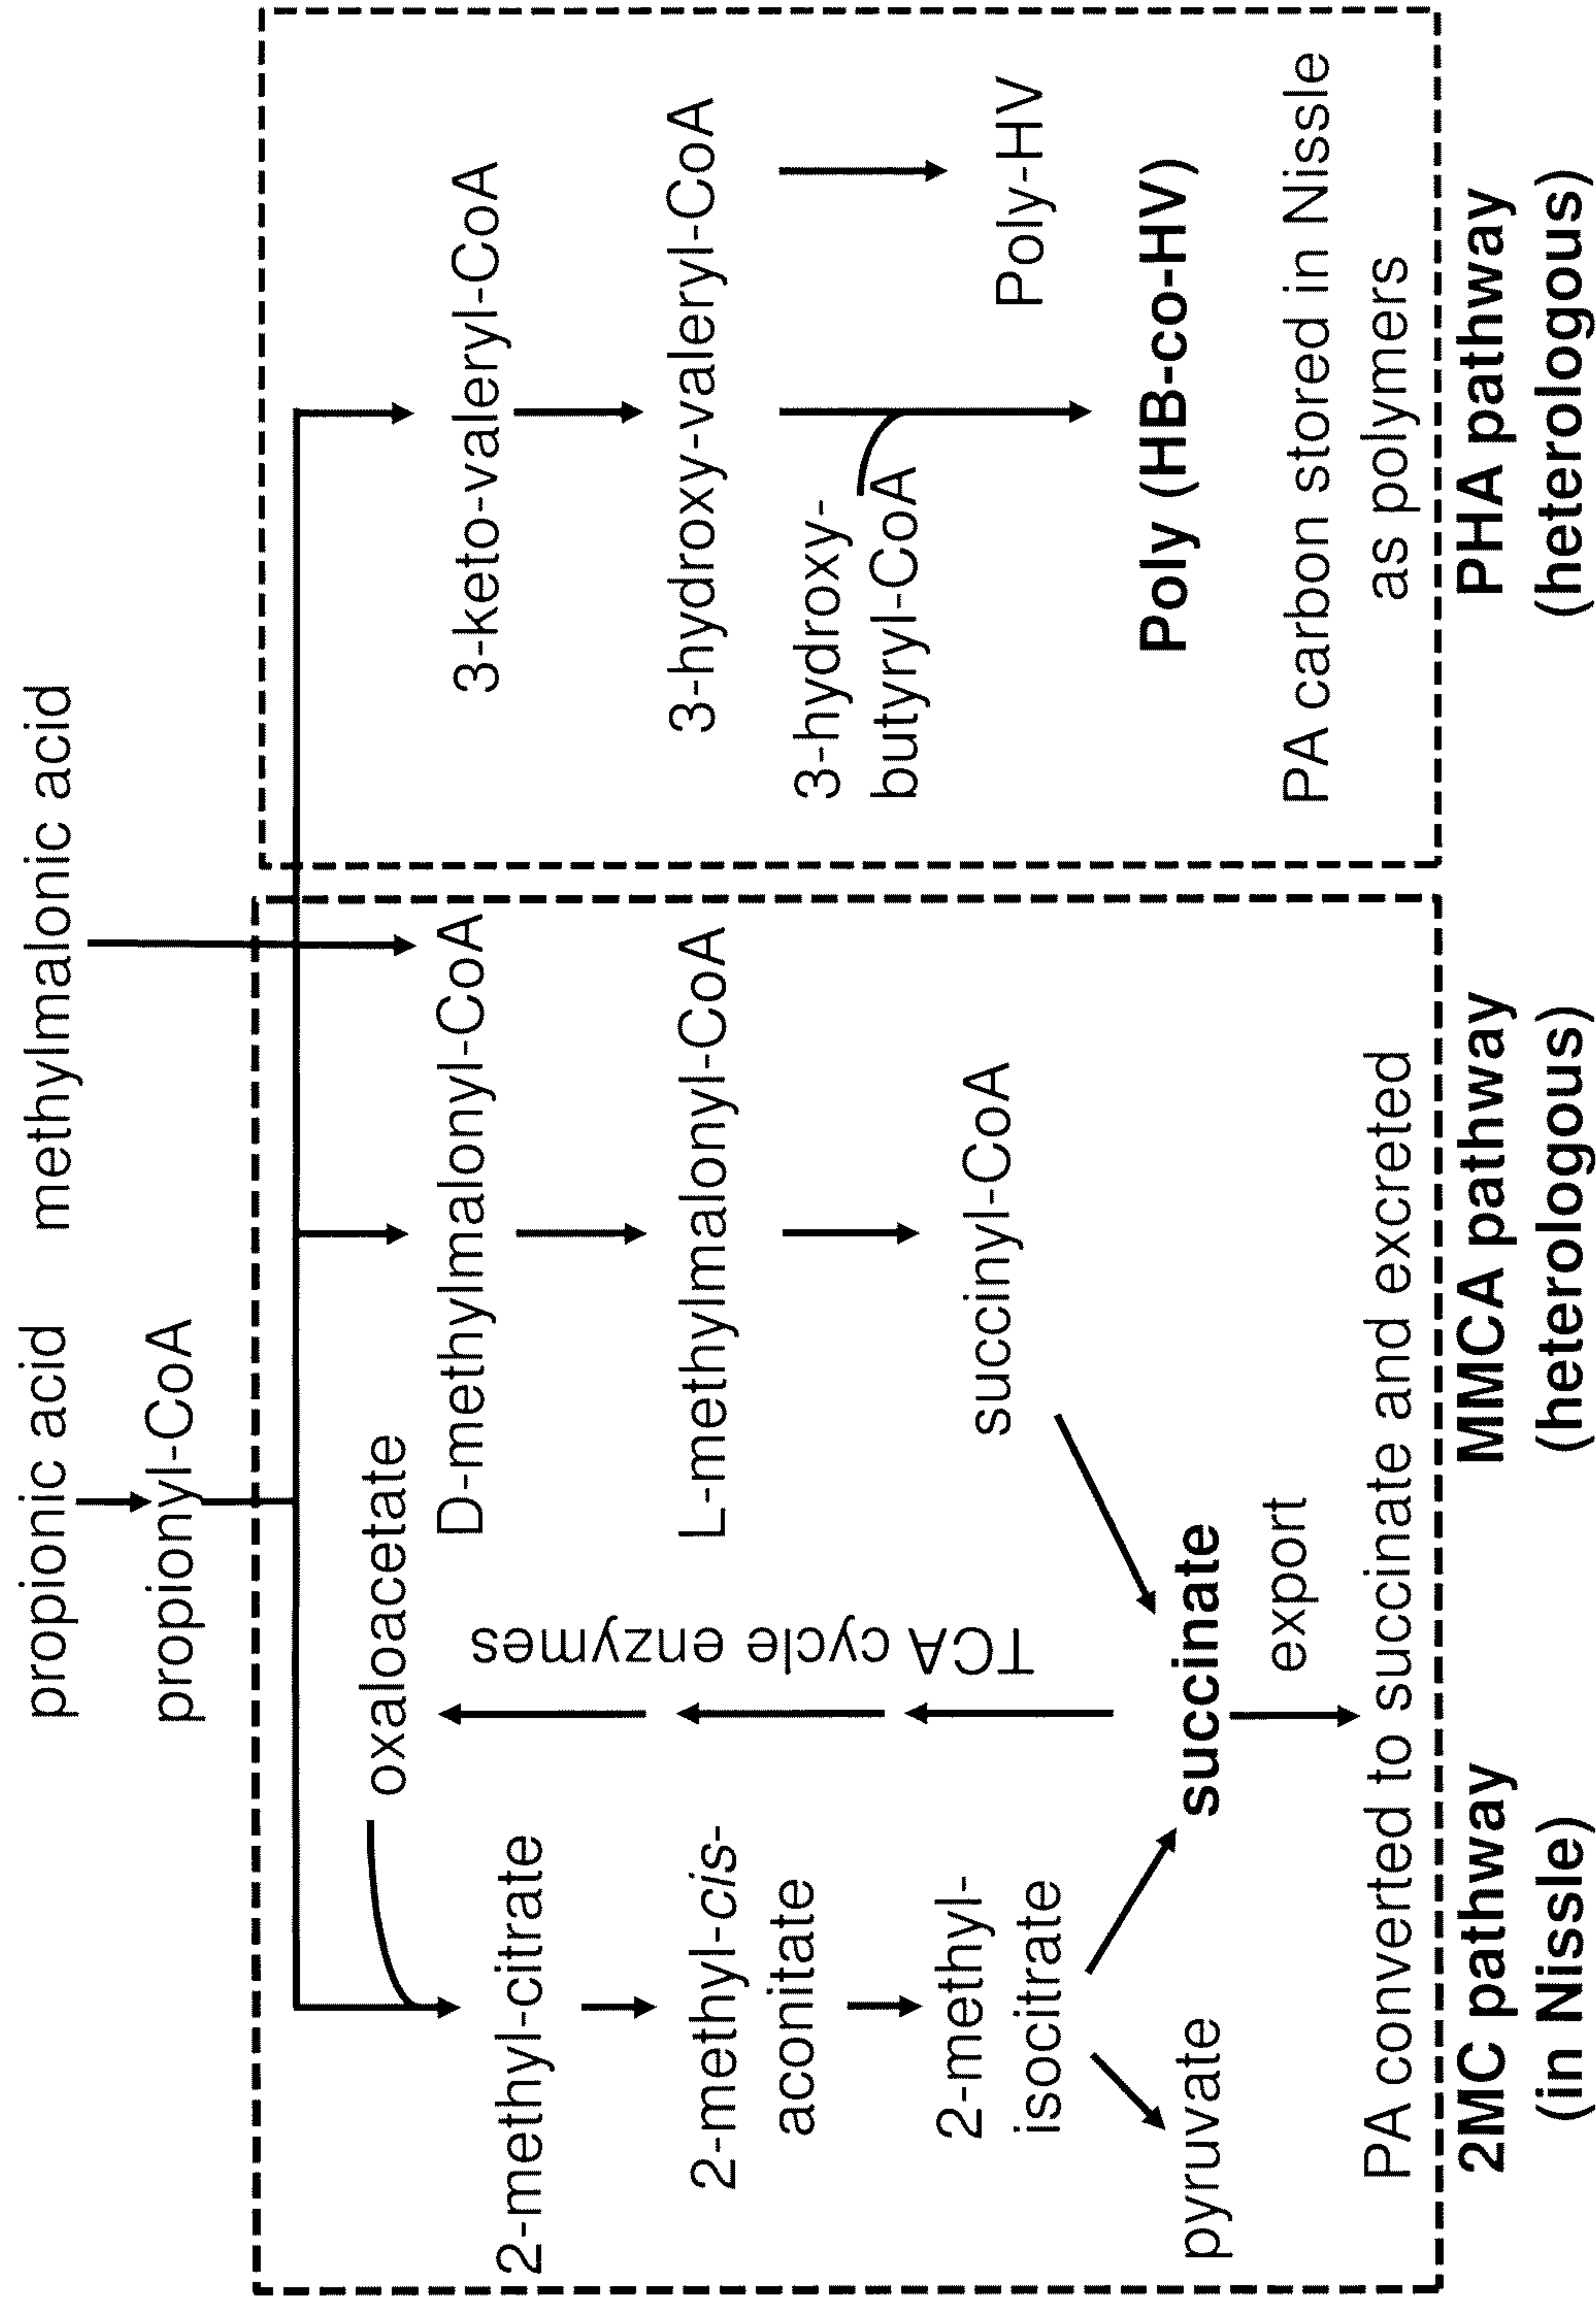 propionic acid
methylmalonic acid
propionyl-CoA
oxaloacetate
2-methyl-citrate
2-methyl-cis-
aconitate
2-methyl-
isocitrate
pyruvate
TCA cycle enzymes
succinate
export
D-methylmalonyl-CoA
L-methylmalonyl-CoA
succinyl-CoA
PA converted to succinate and excreted
3-keto-valeryl-CoA
3-hydroxy-valeryl-CoA
3-hydroxy-
butyryl-CoA
Poly-HV
Poly (HB-co-HV)
PA carbon stored in Nissle
as polymers
2MC pathway
(in Nissle)
MMCA pathway
(heterologous)
PHA pathway
(heterologous)